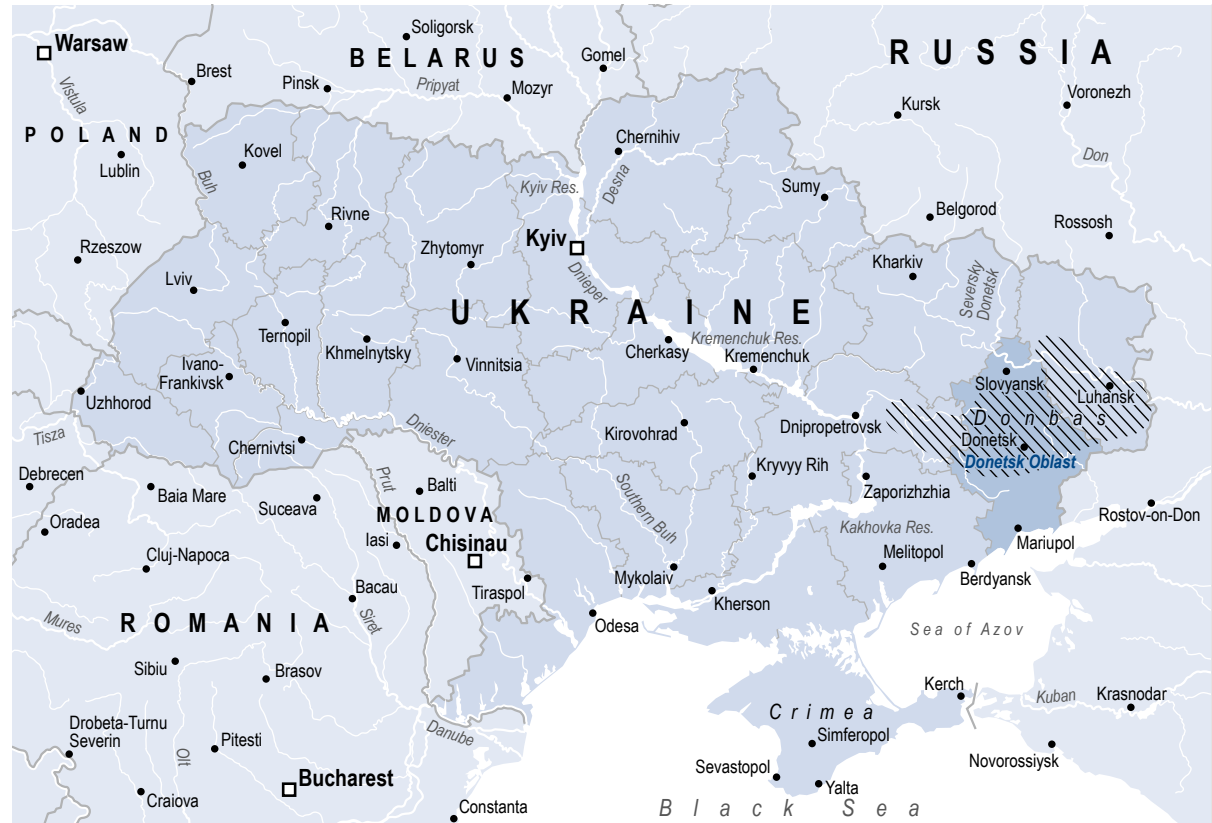 Warsaw
Soligorsk
BELARUS
Gomel
RUSSIA
Brest
Pinsk
Pripyat
Mozyr
Vistula
Voronezh
Kursk
POLAND
Lublin
Kovel
Chernihiv
Don
Buh
Kyiv Res.
Desna
Sumy
Rivne
Belgorod
Rossosh
Rzeszow
Zhytomyr
Kyiv
Dnieper
Kharkiv
Seversky
Donetsk
Lviv
UKRAINE
Ternopil
Khmelnytsky
Kremenchuk Res.
Cherkasy
Kremenchuk
Ivano-
Frankivsk
Vinnitsia
Slovyansk
Luhansk
Uzhhorod
Donbas
Dnipropetrovsk
Tisza
Chernivtsi
Dniester
Kirovohrad
Donetsk
Donetsk Oblast
Debrecen
Baia Mare
Prut
Balti
Kryvyy Rih
Zaporizhzhia
Suceava
Southern Buh
MOLDOVA
Rostov-on-Don
Oradea
Iasi
Chisinau
Kakhovka Res.
Mariupol
Cluj-Napoca
Melitopol
Bacau
Tiraspol
Mykolaiv
Berdyansk
Kherson
Mures
ROMANIA
Siret
Odesa
Sea of Azov
Sibiu
Brasov
Kerch
Kuban
Krasnodar
Drobeta-Turnu
Severin
Olt
Pitesti
Danube
Crimea
Simferopol
Novorossiysk
Bucharest
Sevastopol
Yalta
Craiova
Constanta
Black Sea